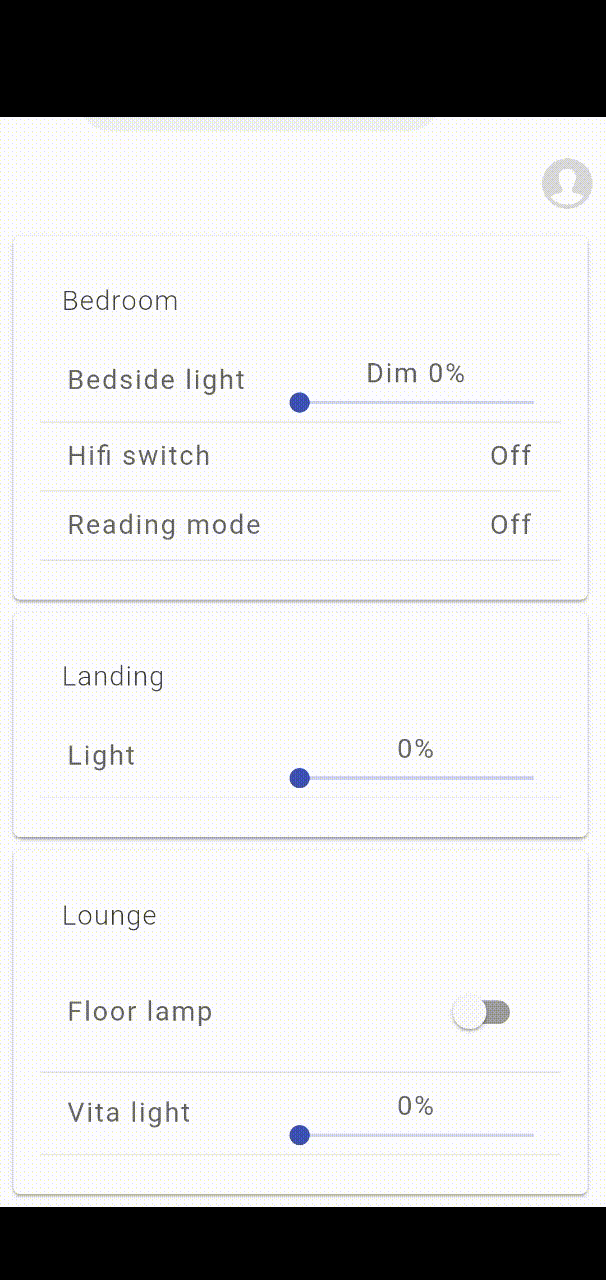 Bedroom
Bedside light
Dim 0%
Hifi switch
Off
Reading mode
Off
Landing
Light
0%
Lounge
Floor lamp
Vita light
0%